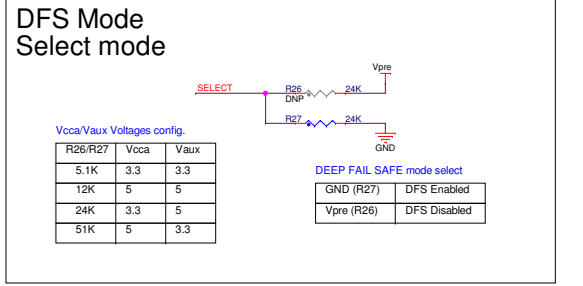 DFS Mode
Select mode
Vpre
SELECT R26 24K
DNP
R27 24K
GND
Vcca/Vaux Voltages config.
R26/R27 Vcca Vaux
5.1K 3.3 3.3
12K 5 5
24K 3.3 5
51K 5 3.3
DEEP FAIL SAFE mode select
GND (R27) DFS Enabled
Vpre (R26) DFS Disabled